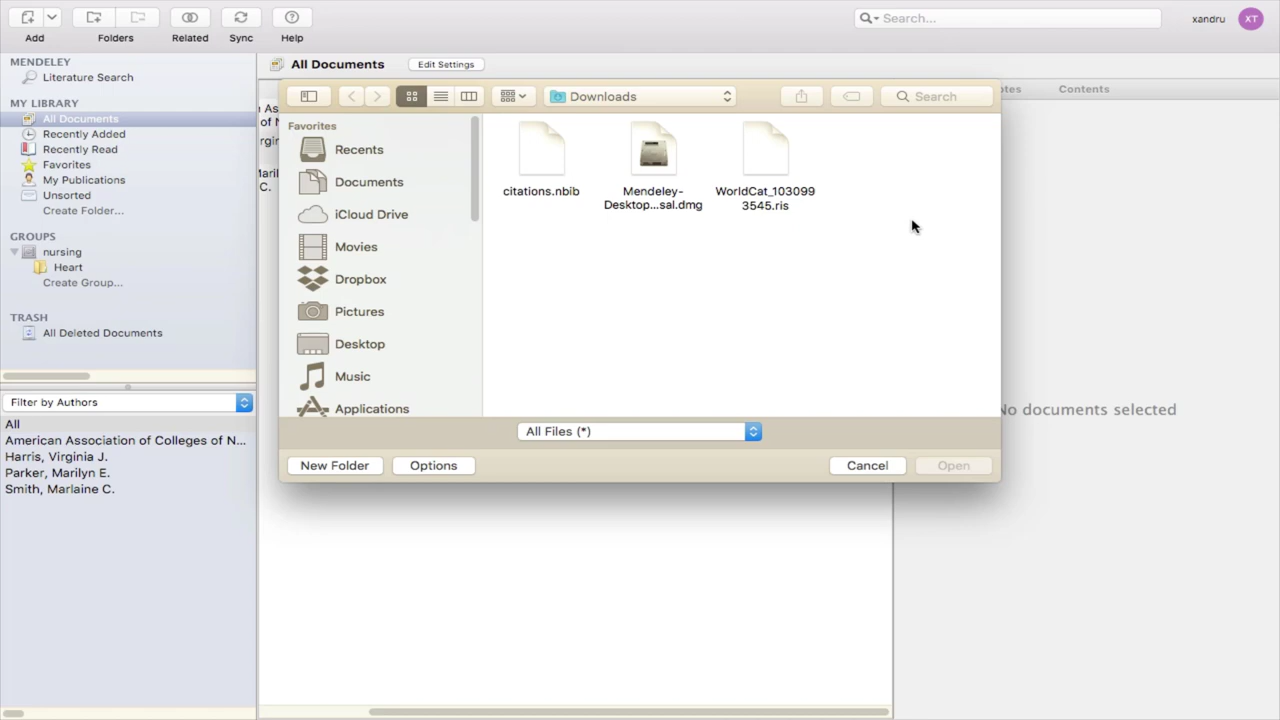 Search...
xandru
XT
Add
Folders
Related
Sync
Help
MENDELEY
Literature Search
MY LIBRARY
All Documents
Recently Added
Recently Read
Favorites
My Publications
Unsorted
Create Folder...
GROUPS
nursing
Heart
Create Group...
TRASH
All Deleted Documents
Filter by Authors
All
American Association of Colleges of N...
Harris, Virginia J.
Parker, Marilyn E.
Smith, Marlaine C.
All Documents
Edit Settings
Contents
Downloads
Search
Favorites
Recents
Documents
iCloud Drive
Movies
Dropbox
Pictures
Desktop
Music
Applications
citations.nbib
Mendeley-
Desktop...sal.dmg
WorldCat_103099
3545.ris
All Files (*)
New Folder
Options
Cancel
Open
No documents selected